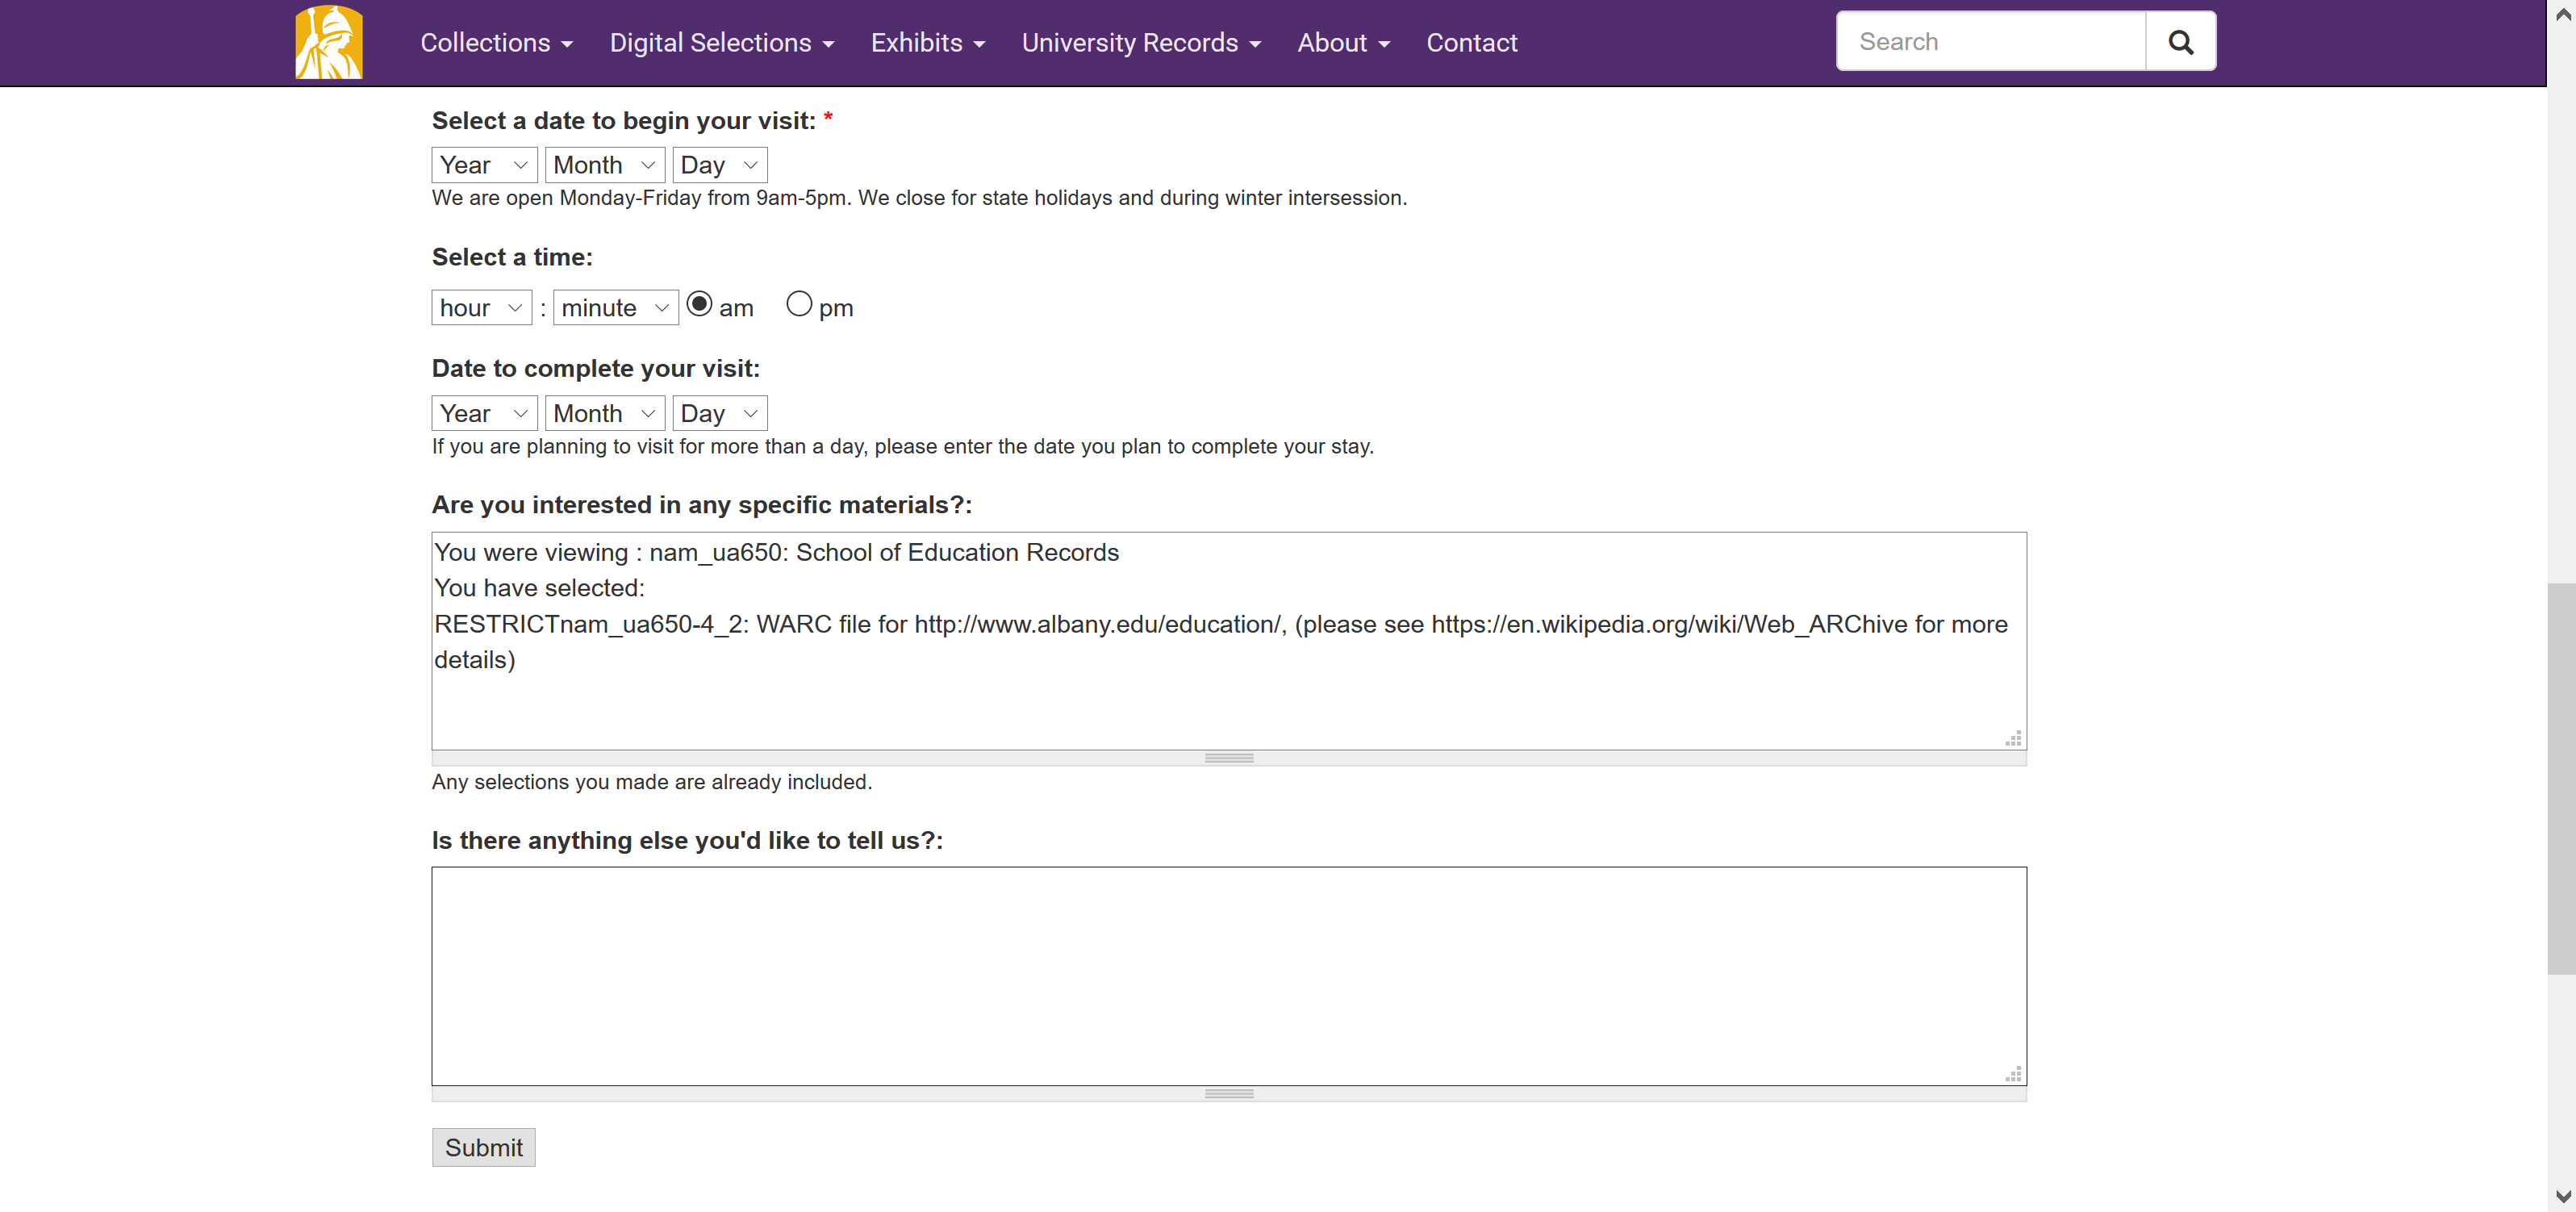 Collections Digital Selections Exhibits University Records About Contact Search
Select a date to begin your visit: *
Year Month Day
We are open Monday-Friday from 9am-5pm. We close for state holidays and during winter intersession.
Select a time:
hour : minute am pm
Date to complete your visit:
Year Month Day
If you are planning to visit for more than a day, please enter the date you plan to complete your stay.
Are you interested in any specific materials?:
You were viewing : nam_ua650: School of Education Records
You have selected:
RESTRICTnam_ua650-4_2: WARC file for http://www.albany.edu/education/, (please see https://en.wikipedia.org/wiki/Web_ARChive for more
details)
Any selections you made are already included.
Is there anything else you'd like to tell us?:
Submit